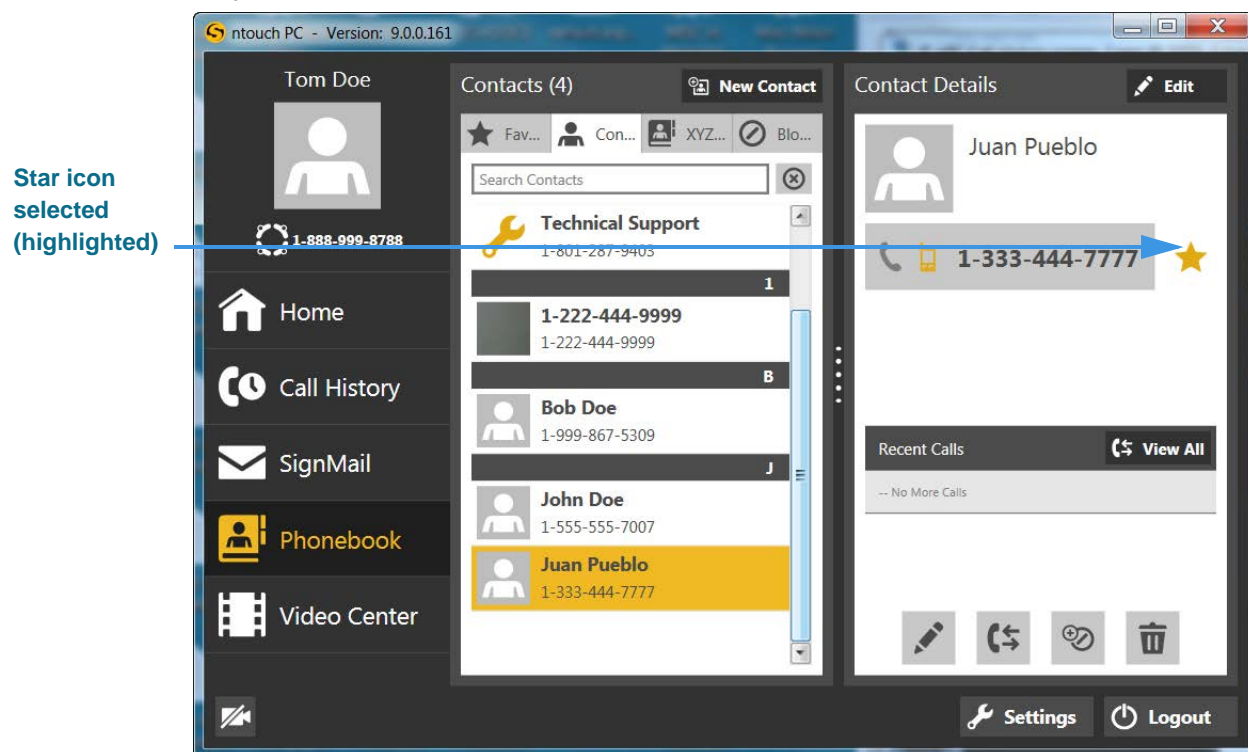 ntouch PC - Version: 9.0.0.161
Tom Doe
1-888-999-8788
Home
Call History
SignMail
Phonebook
Video Center
Star icon
selected
(highlighted)
Contacts (4)
New Contact
Fav...
Con...
XYZ...
Blo...
Search Contacts
Technical Support
1-801-287-9403
1
1-222-444-9999
1-222-444-9999
B
Bob Doe
1-999-867-5309
J
John Doe
1-555-555-7007
Juan Pueblo
1-333-444-7777
Contact Details
Edit
Juan Pueblo
1-333-444-7777
Recent Calls
View All
-- No More Calls
Settings
Logout